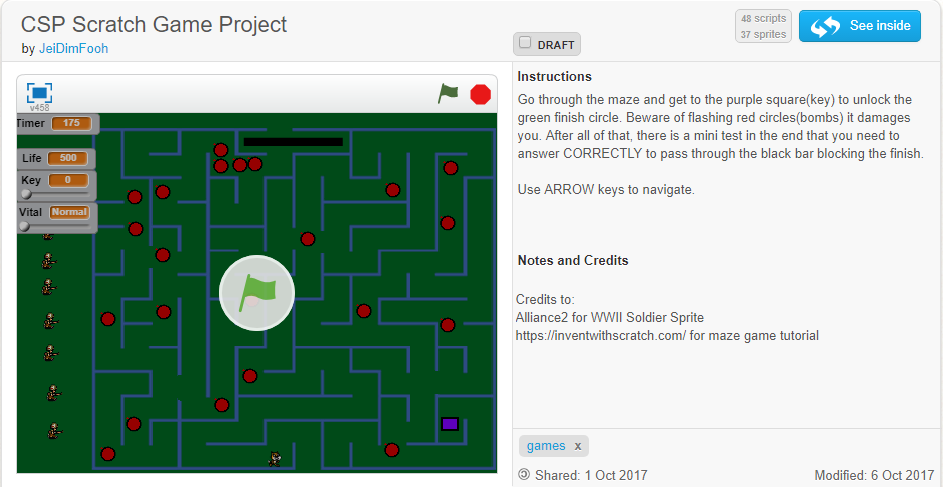 CSP Scratch Game Project
by JeiDimFooh
DRAFT
48 scripts
37 sprites
See inside
v458
Timer 175
Life 500
Key 0
Vital Normal
Instructions
Go through the maze and get to the purple square(key) to unlock the
green finish circle. Beware of flashing red circles(bombs) it damages
you. After all of that, there is a mini test in the end that you need to
answer CORRECTLY to pass through the black bar blocking the finish.
Use ARROW keys to navigate.
Notes and Credits
Credits to:
Alliance2 for WWII Soldier Sprite
https://inventwithscratch.com/ for maze game tutorial
games x
Shared: 1 Oct 2017
Modified: 6 Oct 2017